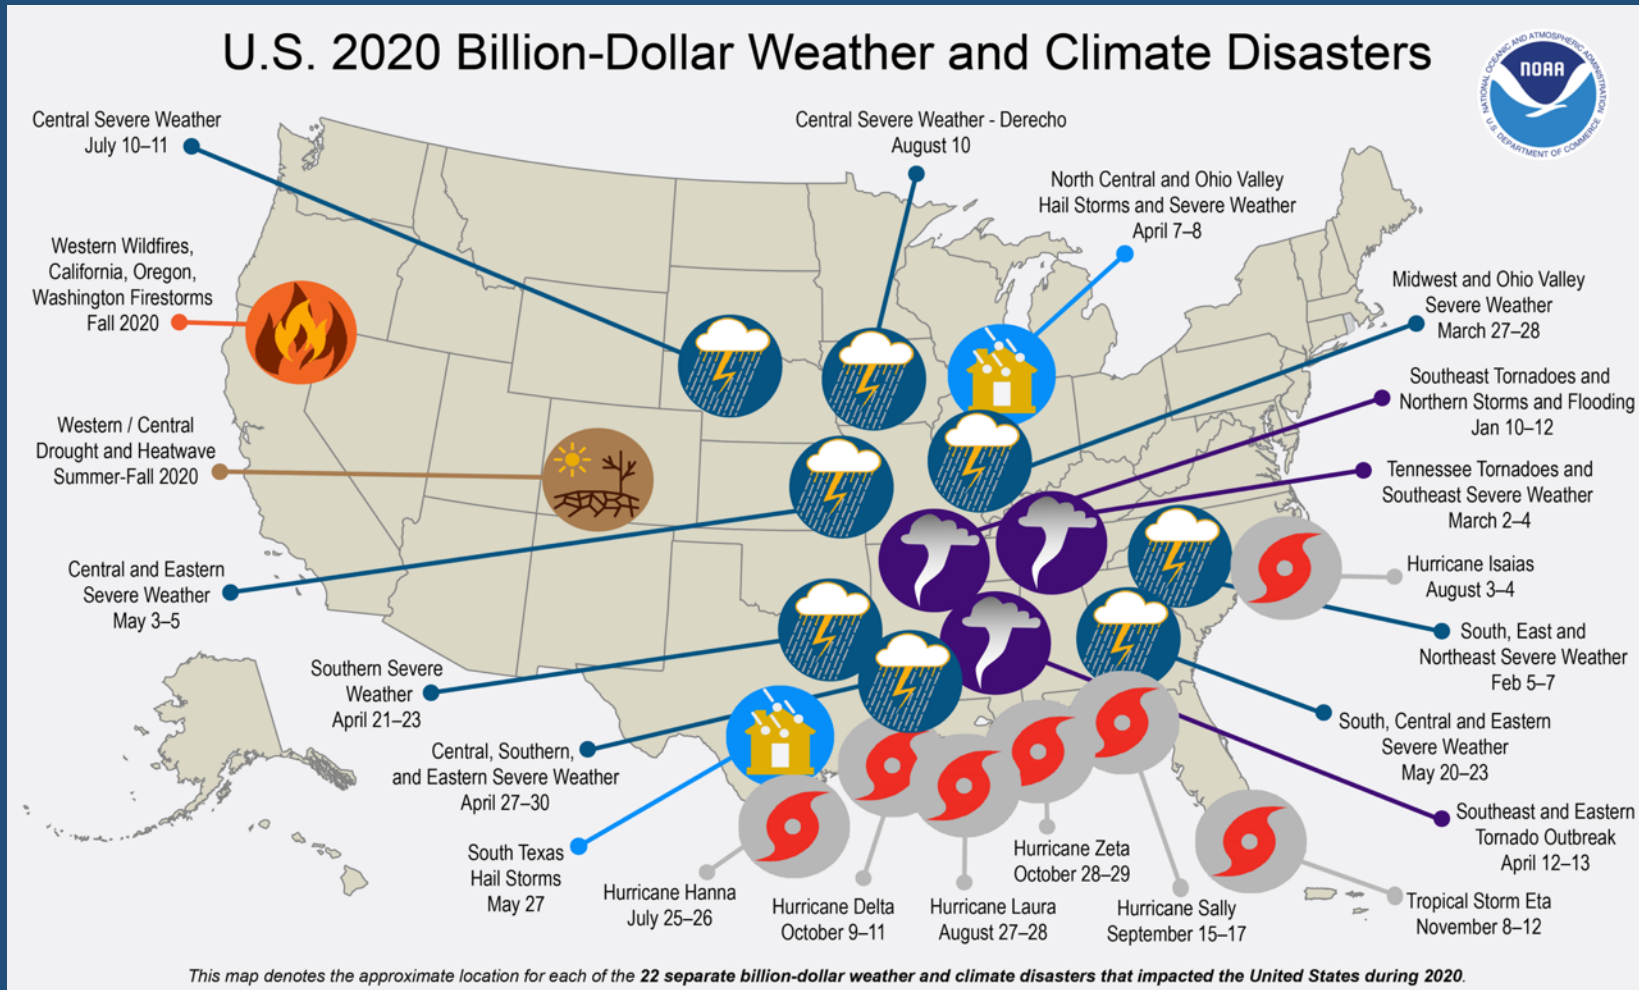 U.S. 2020 Billion-Dollar Weather and Climate Disasters
NATIONAL OCEANIC AND ATMOSPHERIC ADMINISTRATION
NOAA
U.S. DEPARTMENT OF COMMERCE
Central Severe Weather
July 10–11
Central Severe Weather - Derecho
August 10
North Central and Ohio Valley
Hail Storms and Severe Weather
April 7–8
Western Wildfires,
California, Oregon,
Washington Firestorms
Fall 2020
Midwest and Ohio Valley
Severe Weather
March 27–28
Southeast Tornadoes and
Northern Storms and Flooding
Jan 10–12
Western / Central
Drought and Heatwave
Summer-Fall 2020
Tennessee Tornadoes and
Southeast Severe Weather
March 2–4
Central and Eastern
Severe Weather
May 3–5
Hurricane Isaias
August 3–4
South, East and
Northeast Severe Weather
Feb 5–7
Southern Severe
Weather
April 21–23
South, Central and Eastern
Severe Weather
May 20–23
Central, Southern,
and Eastern Severe Weather
April 27–30
Southeast and Eastern
Tornado Outbreak
April 12–13
South Texas
Hail Storms
May 27
Hurricane Hanna
July 25–26
Hurricane Delta
October 9–11
Hurricane Laura
August 27–28
Hurricane Zeta
October 28–29
Hurricane Sally
September 15–17
Tropical Storm Eta
November 8–12
This map denotes the approximate location for each of the 22 separate billion-dollar weather and climate disasters that impacted the United States during 2020.